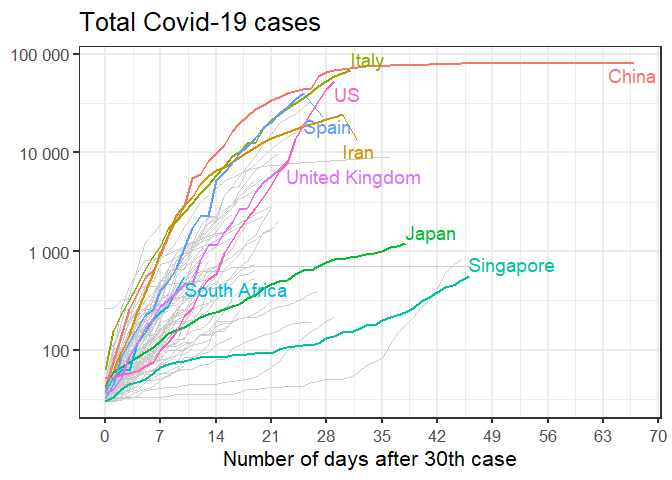 Total Covid-19 cases
100 000
10 000
1 000
100
Italy
China
US
Spain
Iran
United Kingdom
Japan
Singapore
South Africa
0 7 14 21 28 35 42 49 56 63 70
Number of days after 30th case